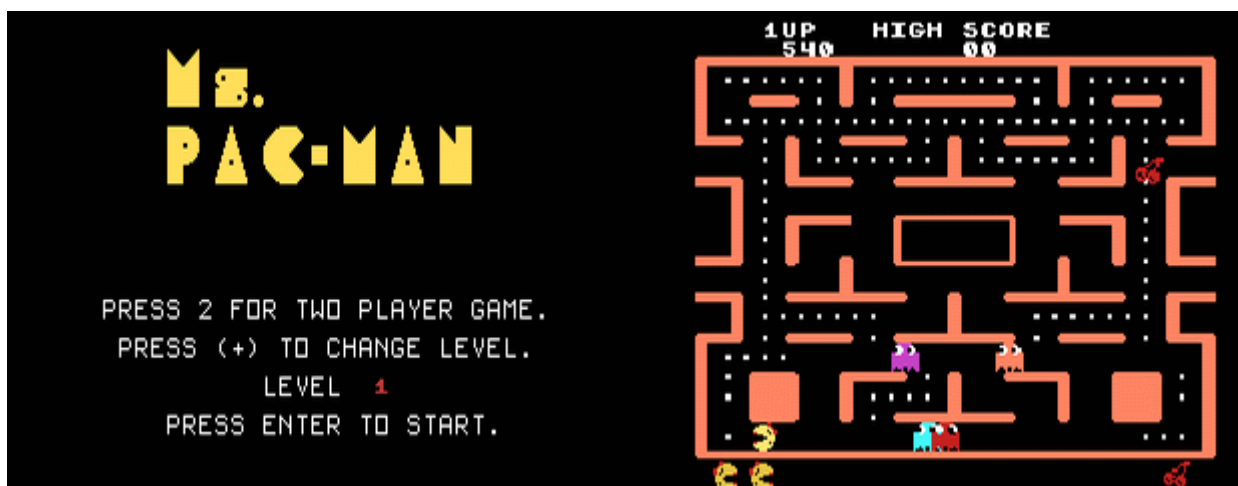 Ms.
PAC-MAN
PRESS 2 FOR TWO PLAYER GAME.
PRESS (+) TO CHANGE LEVEL.
LEVEL 1
PRESS ENTER TO START.
1UP HIGH SCORE
540 00